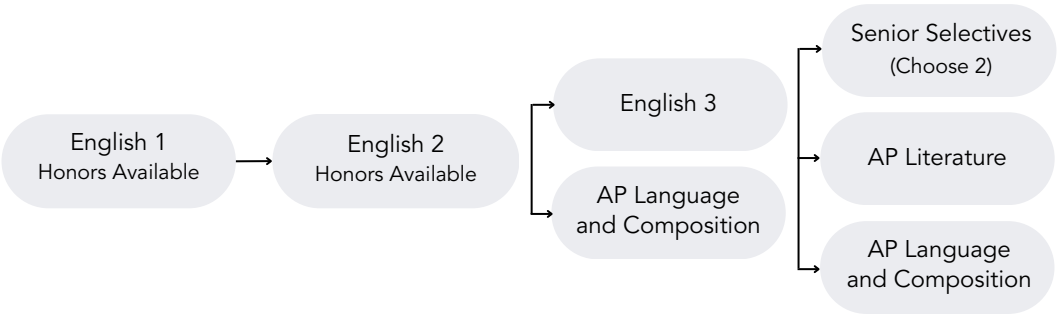 English 1
Honors Available
English 2
Honors Available
English 3
AP Language
and Composition
Senior Selectives
(Choose 2)
AP Literature
AP Language
and Composition